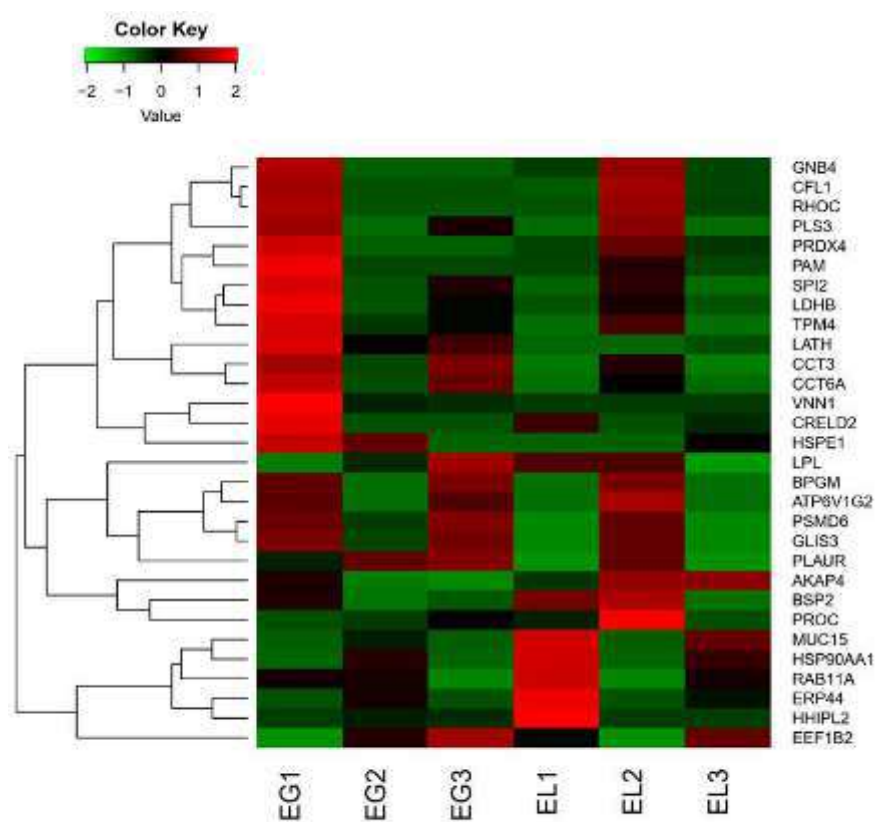 Color Key
−2 −1 0 1 2
Value
GNB4
CFL1
RHOC
PLS3
PRDX4
PAM
SPI2
LDHB
TPM4
LATH
CCT3
CCT6A
VNN1
CRELD2
HSPE1
LPL
BPGM
ATP6V1G2
PSMD6
GLIS3
PLAUR
AKAP4
BSP2
PROC
MUC15
HSP90AA1
RAB11A
ERP44
HHIPL2
EEF1B2
EG1 EG2 EG3 EL1 EL2 EL3